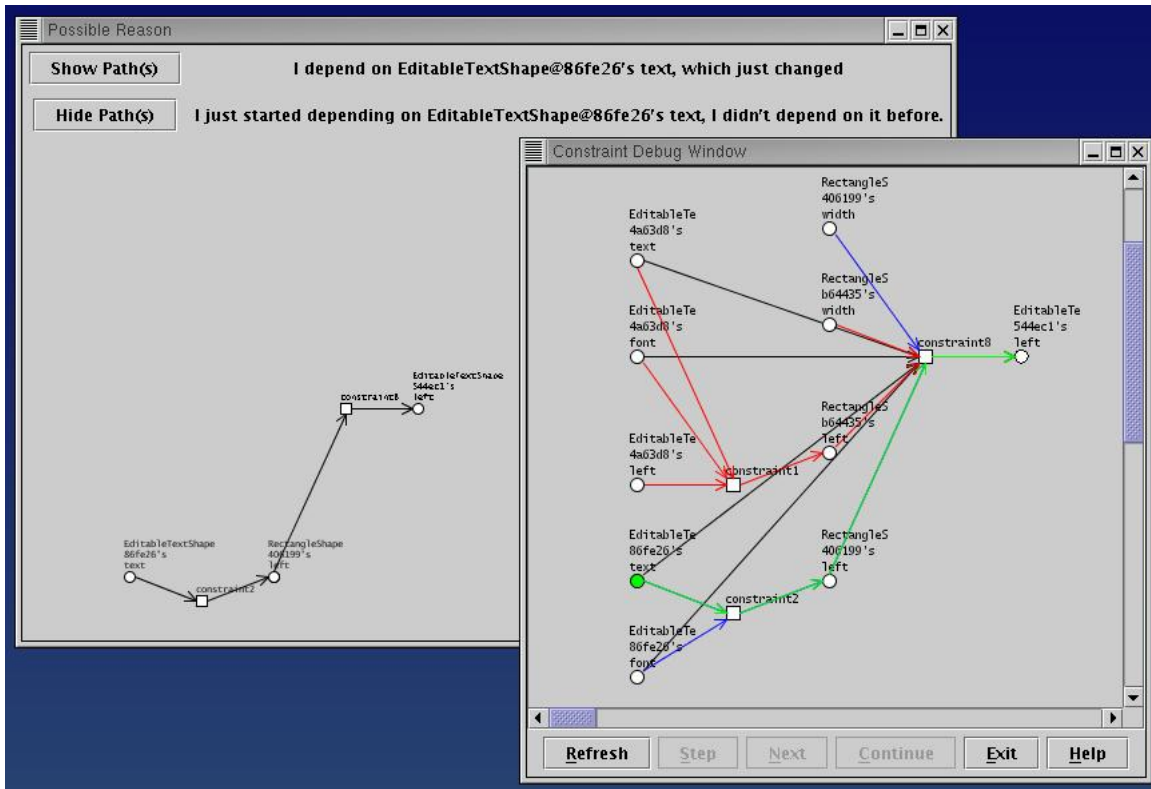 Possible Reason
Show Path(s)
I depend on EditableTextShape@86fe26's text, which just changed
Hide Path(s)
I just started depending on EditableTextShape@86fe26's text, I didn't depend on it before.
EditableTextShape
544ec1's
left
constraint8
EditableTextShape
86fe26's
text
RectangleShape
406199's
left
constraint2
Constraint Debug Window
RectangleS
406199's
width
EditableTe
4a63d8's
text
RectangleS
b64435's
width
EditableTe
4a63d8's
font
EditableTe
544ec1's
left
constraint8
RectangleS
b64435's
left
EditableTe
4a63d8's
left
constraint1
EditableTe
86fe26's
text
RectangleS
406199's
left
constraint2
EditableTe
86fe26's
font
Refresh
Step
Next
Continue
Exit
Help